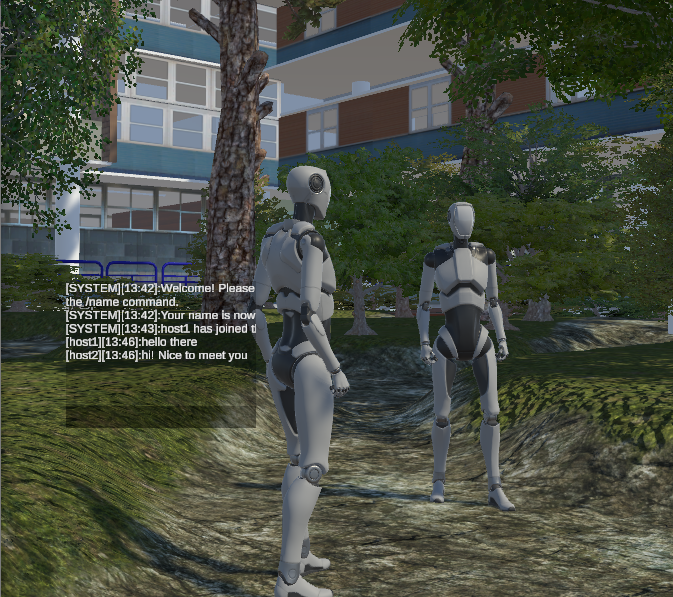 [SYSTEM][13:42]:Welcome! Please
the /name command.
[SYSTEM][13:42]:Your name is now
[SYSTEM][13:43]:host1 has joined t
[host1][13:46]:hello there
[host2][13:46]:hi! Nice to meet you